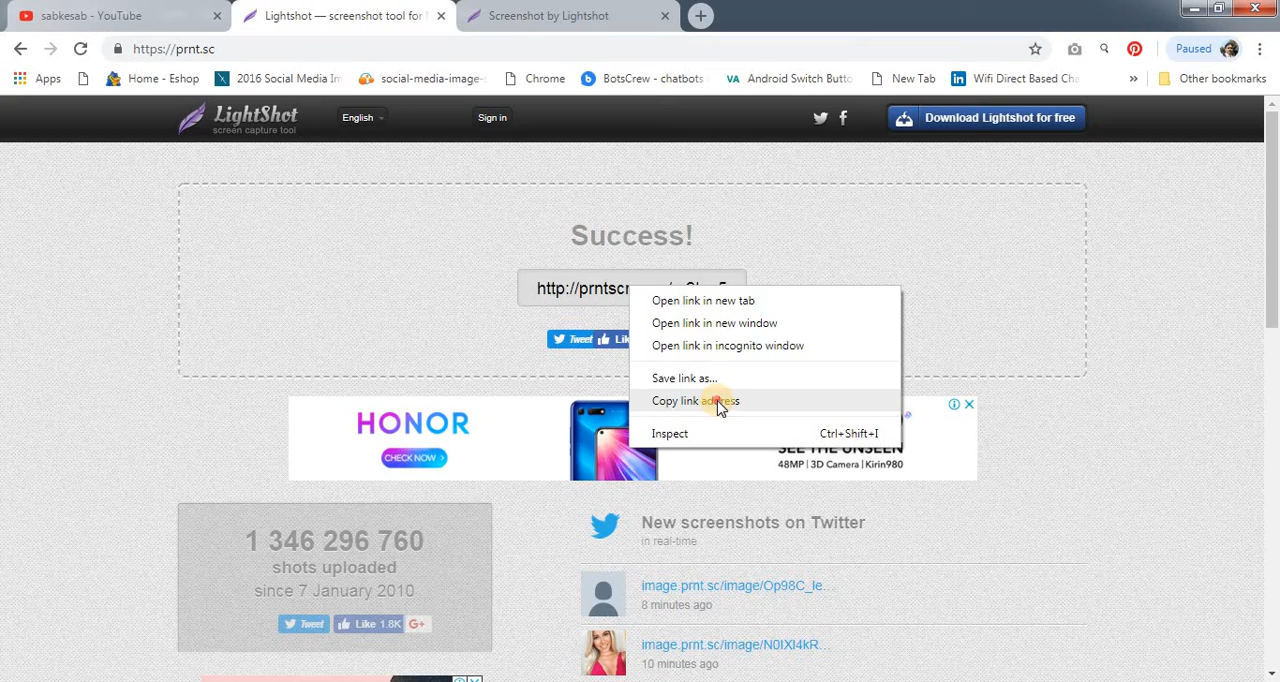 sabkesab - YouTube
Lightshot — screenshot tool for
Screenshot by Lightshot
https://prnt.sc
Paused
Apps
Home - Eshop
2016 Social Media Im
social-media-image-
Chrome
BotsCrew - chatbots
VA Android Switch Butto
New Tab
Wifi Direct Based Cha
»
Other bookmarks
LightShot
screen capture tool
English
Sign in
Download Lightshot for free
Success!
http://prntscr
Open link in new tab
Open link in new window
Open link in incognito window
Save link as...
Copy link address
Inspect Ctrl+Shift+I
Tweet
Lik
HONOR
CHECK NOW >
SEE THE UNSEEN
48MP | 3D Camera | Kirin980
1 346 296 760
shots uploaded
since 7 January 2010
Tweet
Like 1.8K
G+
New screenshots on Twitter
in real-time
image.prnt.sc/image/Op98C_le...
8 minutes ago
image.prnt.sc/image/N0IXI4kR...
10 minutes ago